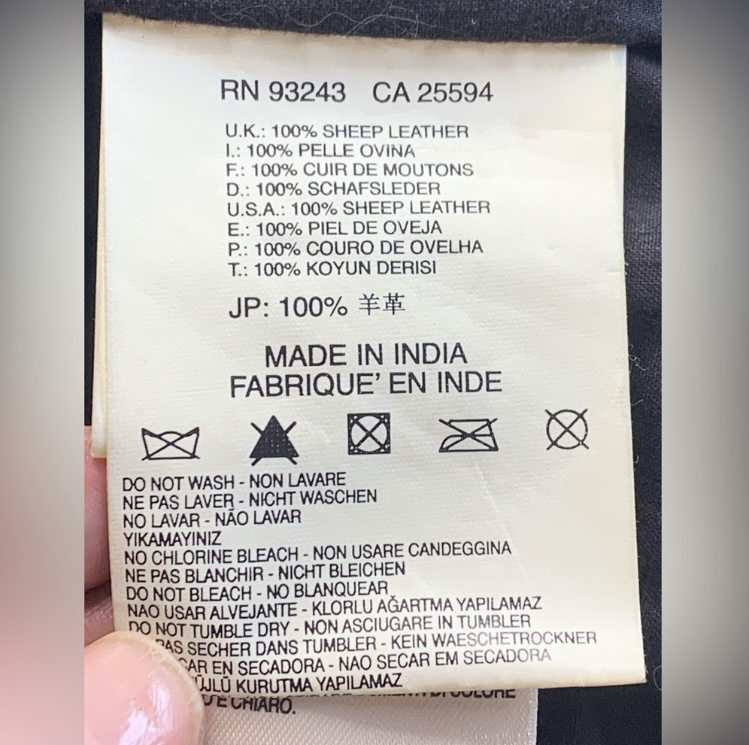 RN 93243 CA 25594
U.K.: 100% SHEEP LEATHER
I.: 100% PELLE OVINA
F.: 100% CUIR DE MOUTONS
D.: 100% SCHAFSLEDER
U.S.A.: 100% SHEEP LEATHER
E.: 100% PIEL DE OVEJA
P.: 100% COURO DE OVELHA
T.: 100% KOYUN DERISI
JP: 100% 羊革
MADE IN INDIA
FABRIQUE' EN INDE
DO NOT WASH - NON LAVARE
NE PAS LAVER - NICHT WASCHEN
NO LAVAR - NÃO LAVAR
YIKAMAYINIZ
NO CHLORINE BLEACH - NON USARE CANDEGGINA
NE PAS BLANCHIR - NICHT BLEICHEN
DO NOT BLEACH - NO BLANQUEAR
NAO USAR ALVEJANTE - KLORLU AĞARTMA YAPILAMAZ
DO NOT TUMBLE DRY - NON ASCIUGARE IN TUMBLER
PAS SECHER DANS TUMBLER - KEIN WAESCHETROCKNER
CAR EN SECADORA - NAO SECAR EM SECADORA
KURUTMA YAPILAMAZ
DI COLORE
E CHIARO.